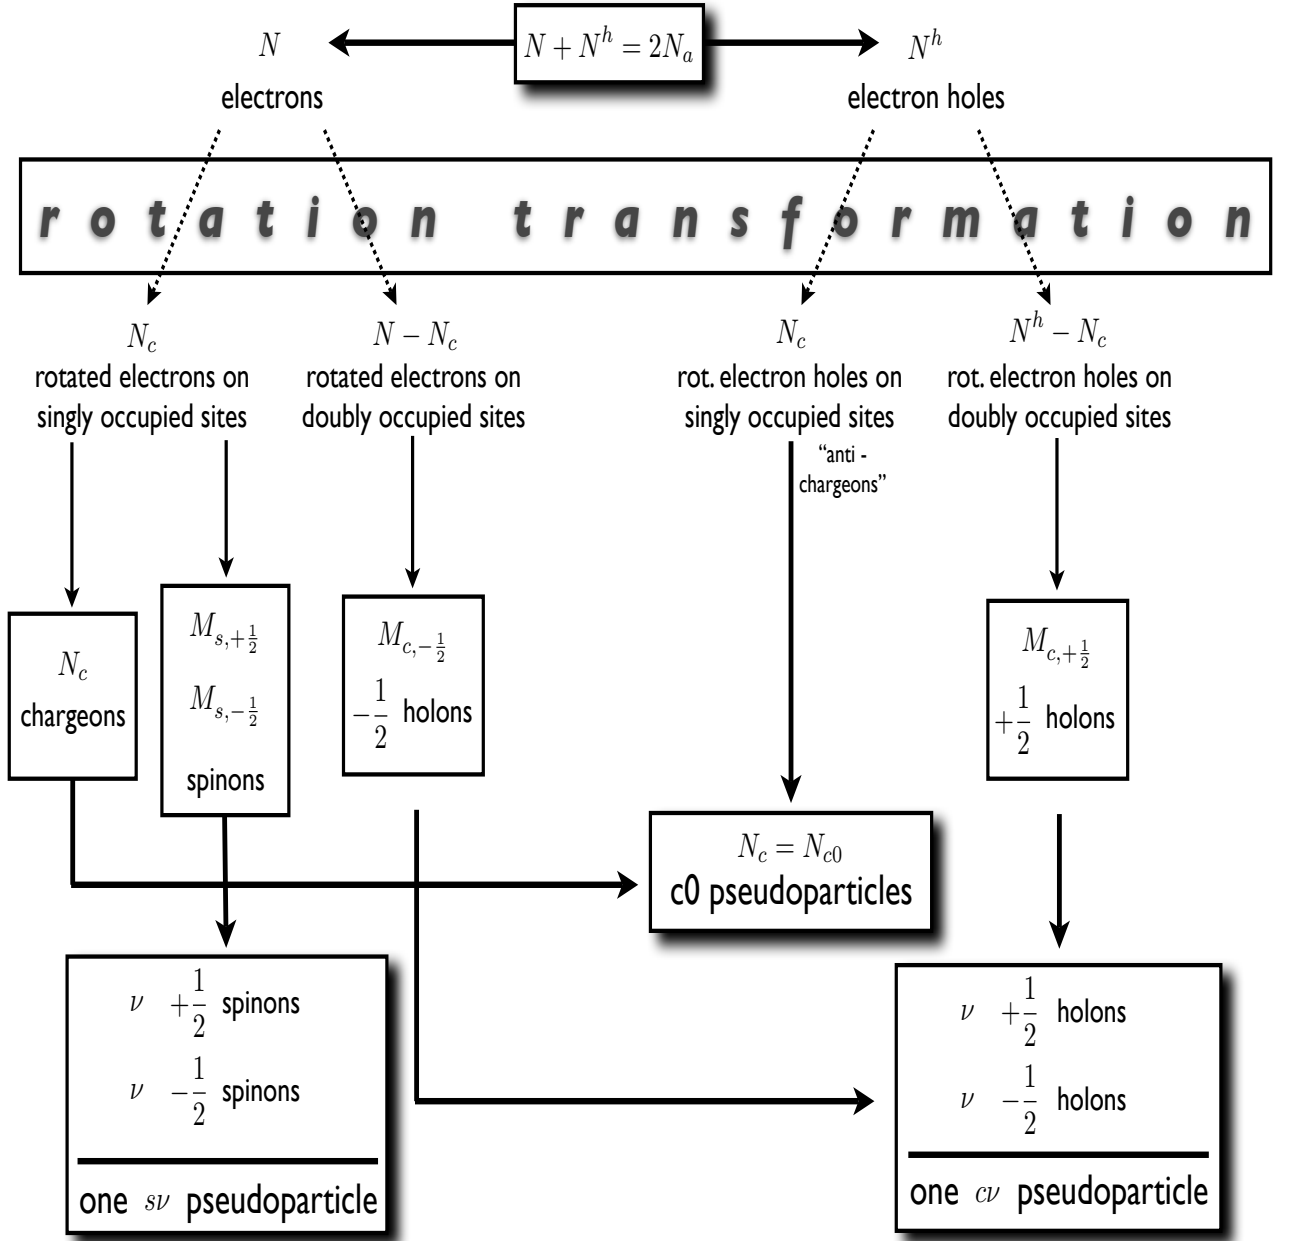 N
N + N^h = 2N_a
N^h
electrons
electron holes
rotation transformation
N_c
N − N_c
N_c
N^h − N_c
rotated electrons on
singly occupied sites
rotated electrons on
doubly occupied sites
rot. electron holes on
singly occupied sites
rot. electron holes on
doubly occupied sites
“anti -
chargeons”
N_c
chargeons
M_{s,+1/2}
M_{s,−1/2}
spinons
M_{c,−1/2}
−1/2 holons
M_{c,+1/2}
+1/2 holons
N_c = N_{c0}
c0 pseudoparticles
ν +1/2 spinons
ν −1/2 spinons
one sν pseudoparticle
ν +1/2 holons
ν −1/2 holons
one cν pseudoparticle